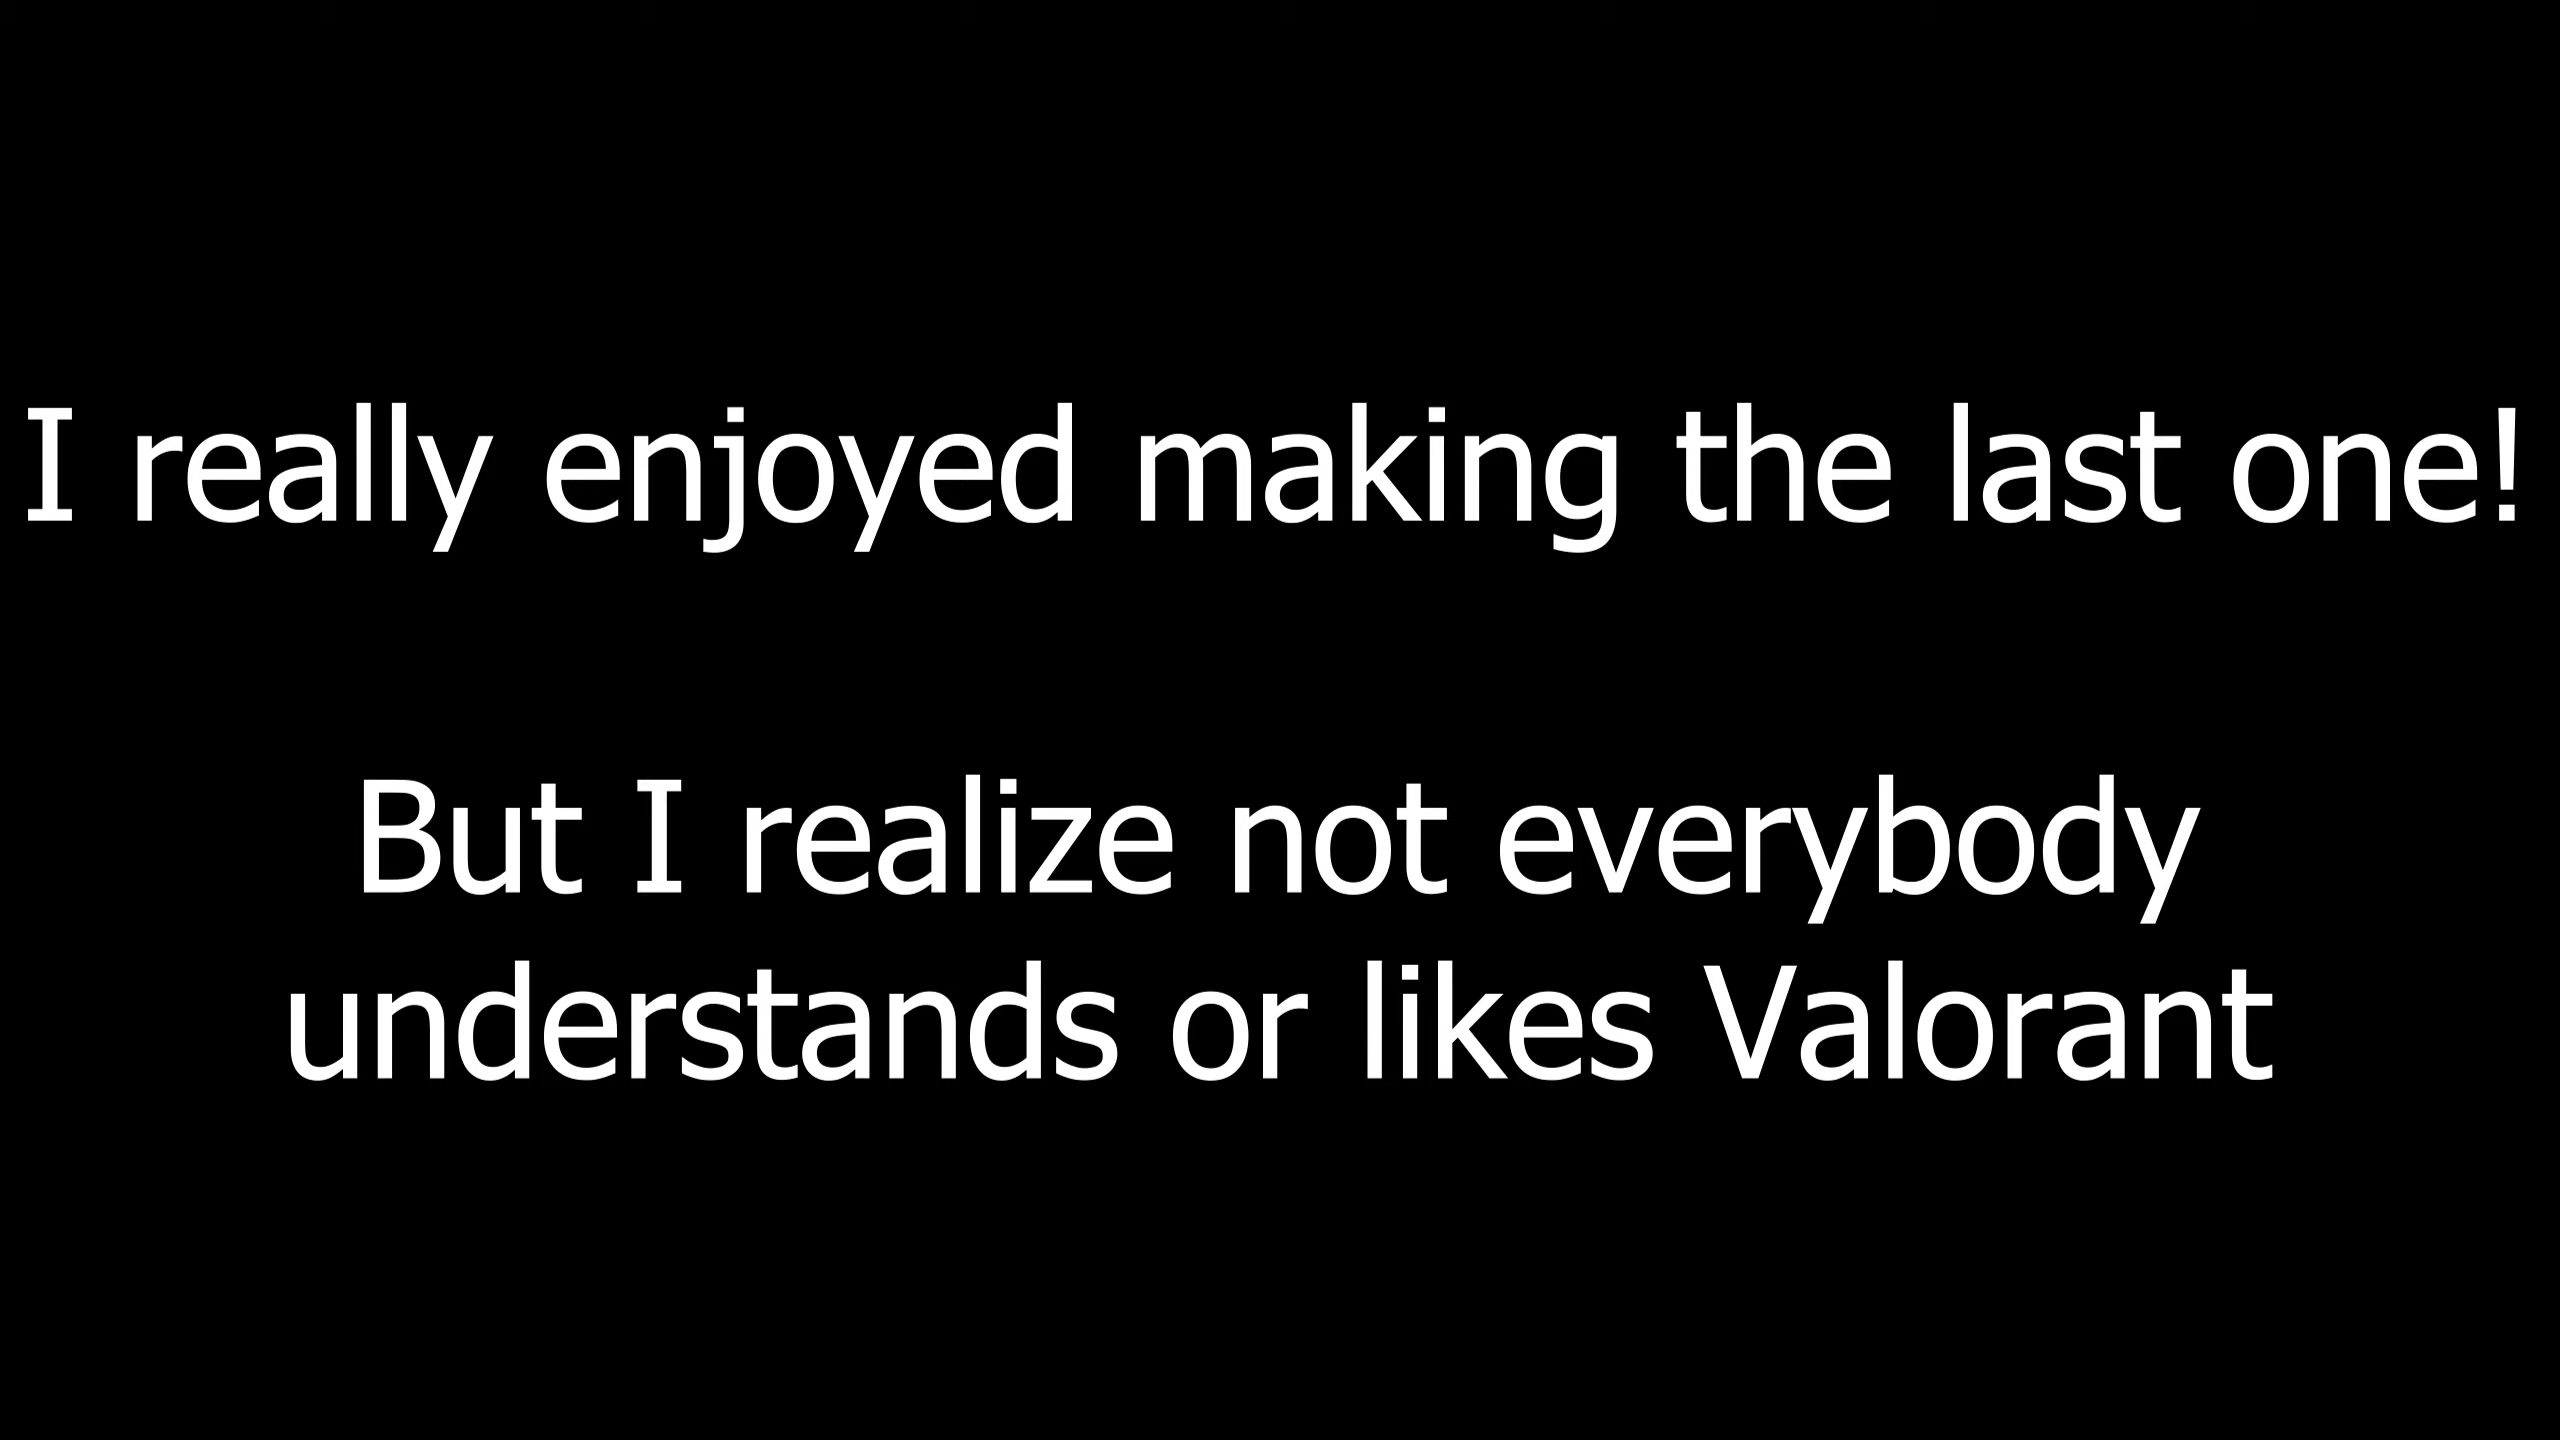 I really enjoyed making the last one!
But I realize not everybody
understands or likes Valorant